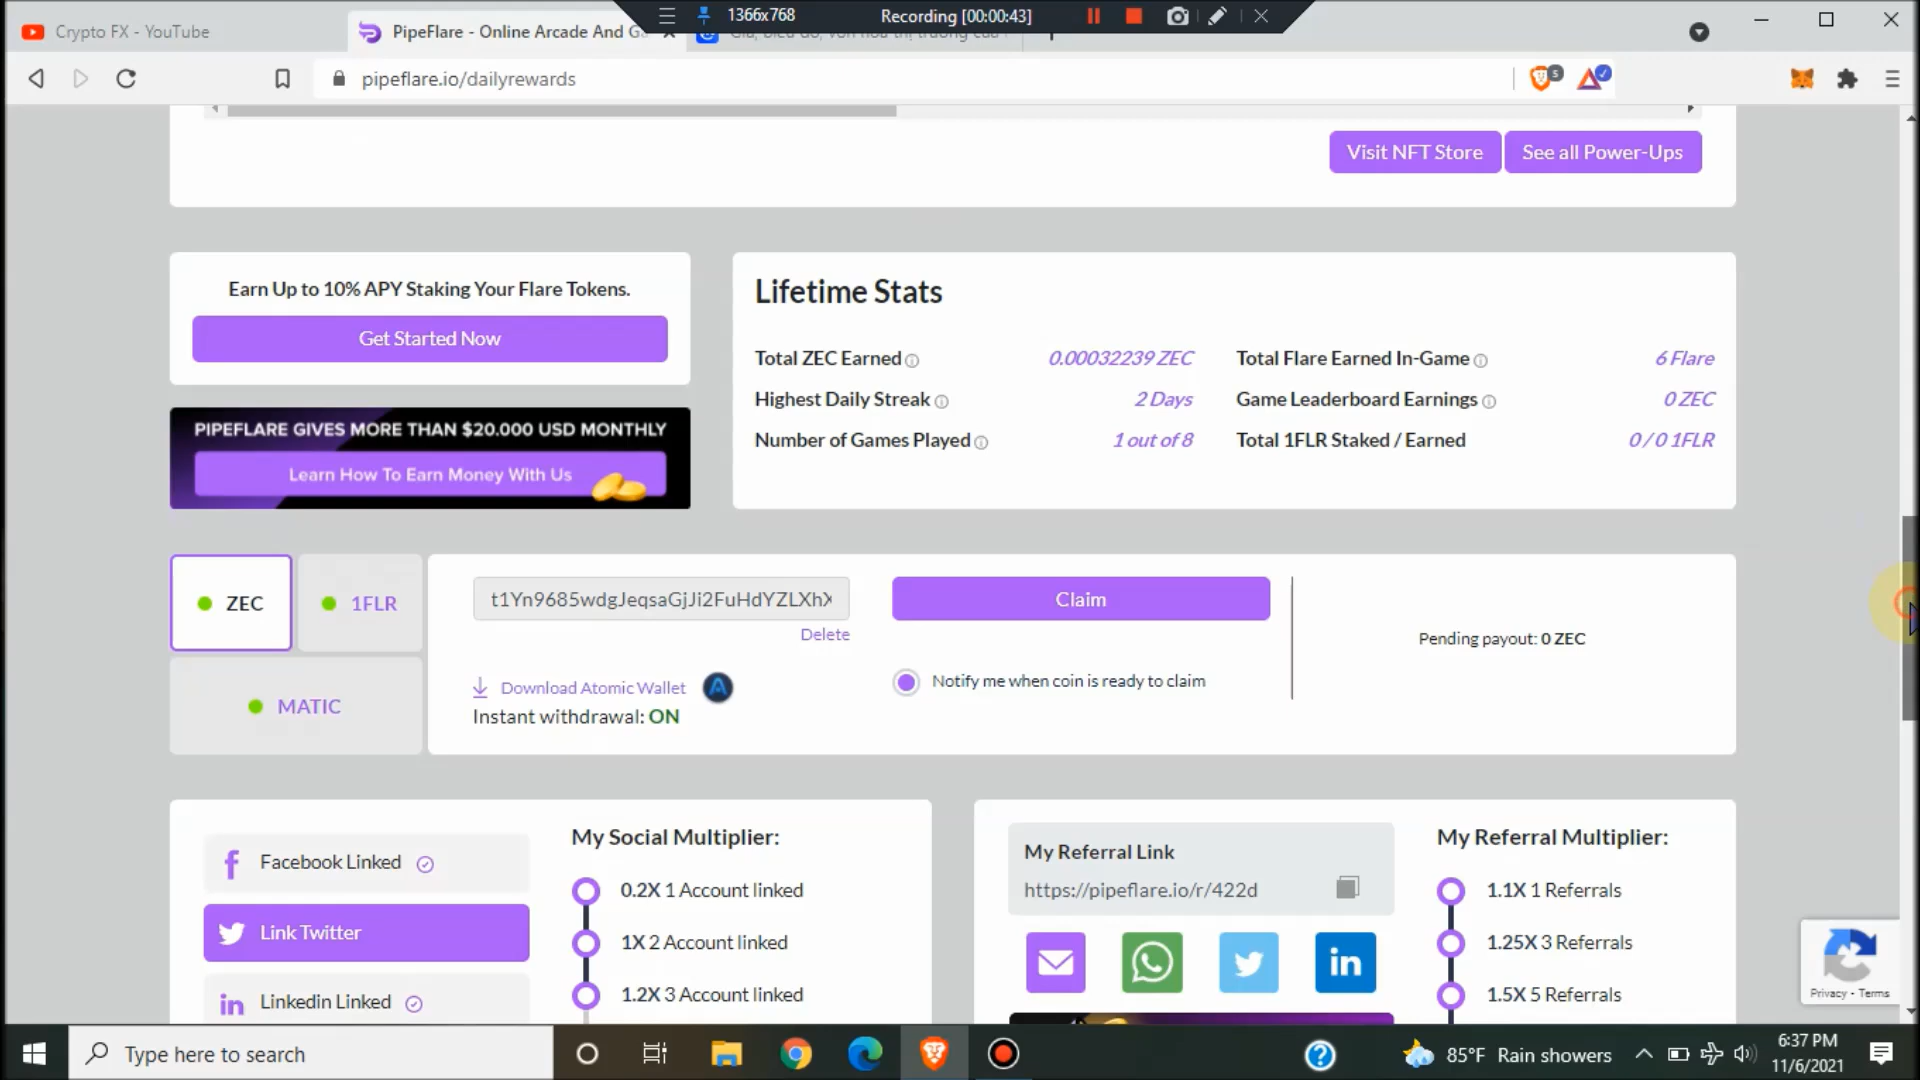 1366x768
Recording [00:00:43]
Crypto FX - YouTube
PipeFlare - Online Arcade And G
pipeflare.io/dailyrewards
5
Visit NFT Store
See all Power-Ups
Earn Up to 10% APY Staking Your Flare Tokens.
Get Started Now
PIPEFLARE GIVES MORE THAN $20.000 USD MONTHLY
Learn How To Earn Money With Us
Lifetime Stats
Total ZEC Earned 0.00032239 ZEC
Total Flare Earned In-Game 6 Flare
Highest Daily Streak 2 Days
Game Leaderboard Earnings 0 ZEC
Number of Games Played 1 out of 8
Total 1FLR Staked / Earned 0 / 0 1FLR
ZEC
1FLR
MATIC
t1Yn9685wdgJeqsaGjJi2FuHdYZLXhX
Delete
Download Atomic Wallet
Instant withdrawal: ON
Claim
Notify me when coin is ready to claim
Pending payout: 0 ZEC
Facebook Linked
Link Twitter
Linkedin Linked
My Social Multiplier:
0.2X 1 Account linked
1X 2 Account linked
1.2X 3 Account linked
My Referral Link
https://pipeflare.io/r/422d
My Referral Multiplier:
1.1X 1 Referrals
1.25X 3 Referrals
1.5X 5 Referrals
Privacy - Terms
Type here to search
85°F Rain showers
6:37 PM
11/6/2021